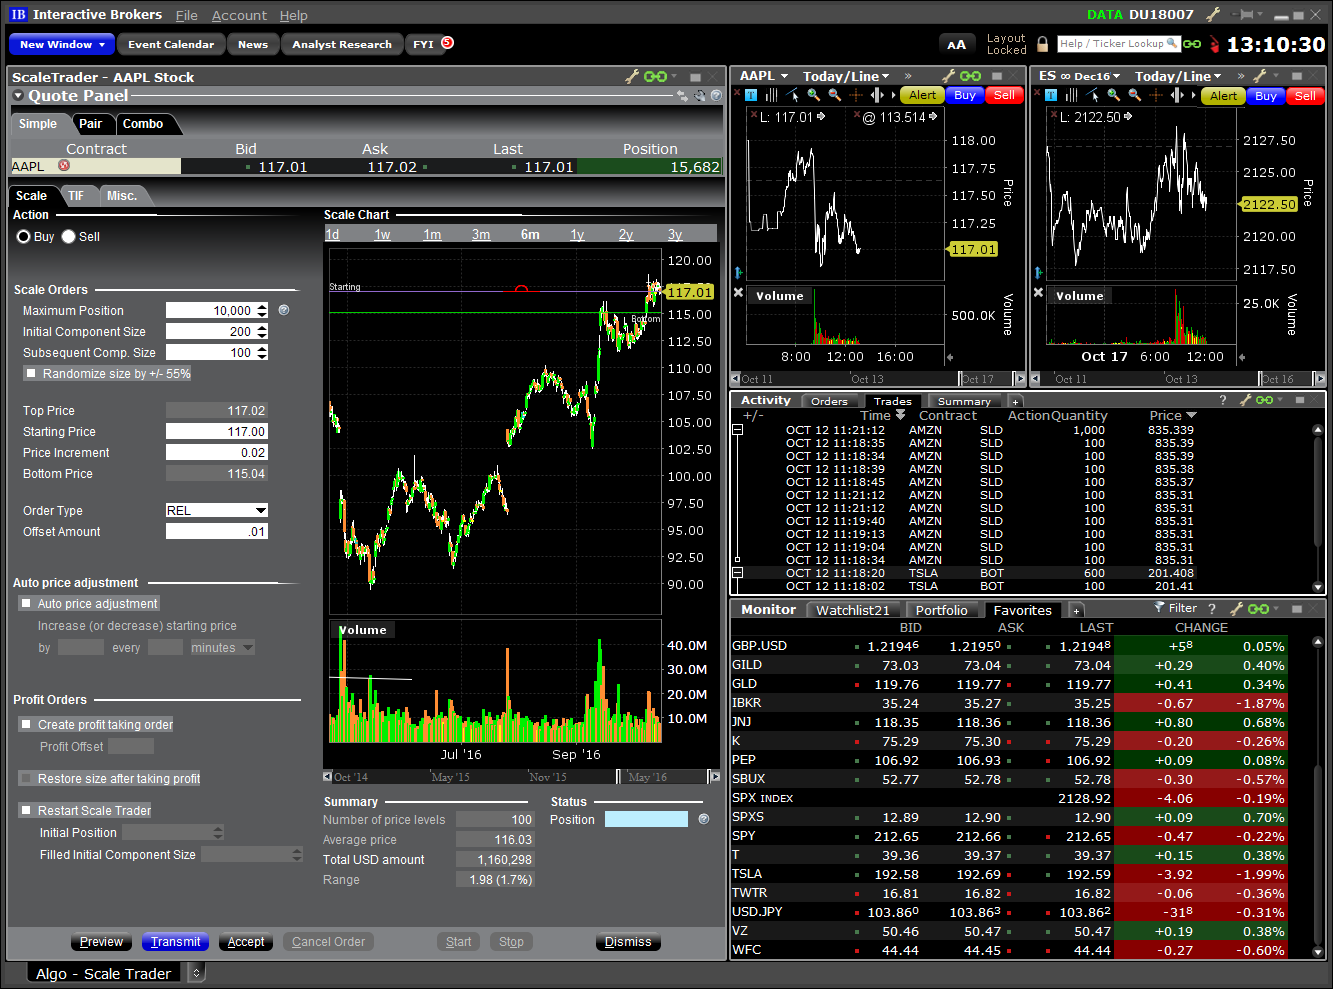 IB Interactive Brokers File Account Help DATA DU18007
New Window Event Calendar News Analyst Research FYI 5 AA Layout Locked Help / Ticker Lookup 13:10:30
ScaleTrader - AAPL Stock
Quote Panel
Simple Pair Combo
Contract Bid Ask Last Position
AAPL 117.01 117.02 117.01 15,682
Scale TIF Misc.
Action
Buy Sell
Scale Orders
Maximum Position 10,000
Initial Component Size 200
Subsequent Comp. Size 100
Randomize size by +/- 55%
Top Price 117.02
Starting Price 117.00
Price Increment 0.02
Bottom Price 115.04
Order Type REL
Offset Amount .01
Auto price adjustment
Auto price adjustment
Increase (or decrease) starting price
by every minutes
Profit Orders
Create profit taking order
Profit Offset
Restore size after taking profit
Restart Scale Trader
Initial Position
Filled Initial Component Size
Scale Chart
1d 1w 1m 3m 6m 1y 2y 3y
120.00
Starting
117.01
115.00
Bottom
112.50
110.00
107.50
105.00
102.50
100.00
97.50
95.00
92.50
90.00
Volume
40.0M
30.0M
20.0M
10.0M
Jul '16 Sep '16
Oct '14 May '15 Nov '15 May '16
Summary
Number of price levels 100
Average price 116.03
Total USD amount 1,160,298
Range 1.98 (1.7%)
Status
Position
Preview Transmit Accept Cancel Order Start Stop Dismiss
Algo - Scale Trader
AAPL Today/Line »
T Alert Buy Sell
L: 117.01 @ 113.514
118.00
117.75
117.50
117.25
117.01
Price
Volume
500.0K
Volume
8:00 12:00 16:00
Oct 11 Oct 13 Oct 17
ES ∞ Dec16 Today/Line »
T Alert Buy Sell
L: 2122.50
2127.50
2125.00
2122.50
2120.00
2117.50
Price
Volume
25.0K
Volume
Oct 17 6:00 12:00
Oct 11 Oct 13 Oct 16
Activity Orders Trades Summary + ?
+/- Time Contract Action Quantity Price
OCT 12 11:21:12 AMZN SLD 1,000 835.339
OCT 12 11:18:35 AMZN SLD 100 835.39
OCT 12 11:18:34 AMZN SLD 100 835.39
OCT 12 11:18:39 AMZN SLD 100 835.38
OCT 12 11:18:45 AMZN SLD 100 835.37
OCT 12 11:21:12 AMZN SLD 100 835.31
OCT 12 11:21:12 AMZN SLD 100 835.31
OCT 12 11:19:40 AMZN SLD 100 835.31
OCT 12 11:19:13 AMZN SLD 100 835.31
OCT 12 11:19:04 AMZN SLD 100 835.31
OCT 12 11:18:34 AMZN SLD 100 835.31
OCT 12 11:18:20 TSLA BOT 600 201.408
OCT 12 11:18:02 TSLA BOT 100 201.41
Monitor Watchlist21 Portfolio Favorites + Filter ?
BID ASK LAST CHANGE
GBP.USD 1.2194⁶ 1.2195⁰ 1.2194⁸ +5⁸ 0.05%
GILD 73.03 73.04 73.04 +0.29 0.40%
GLD 119.76 119.77 119.77 +0.41 0.34%
IBKR 35.24 35.27 35.25 -0.67 -1.87%
JNJ 118.35 118.36 118.36 +0.80 0.68%
K 75.29 75.30 75.29 -0.20 -0.26%
PEP 106.92 106.93 106.92 +0.09 0.08%
SBUX 52.77 52.78 52.78 -0.30 -0.57%
SPX INDEX 2128.92 -4.06 -0.19%
SPXS 12.89 12.90 12.90 +0.09 0.70%
SPY 212.65 212.66 212.65 -0.47 -0.22%
T 39.36 39.37 39.37 +0.15 0.38%
TSLA 192.58 192.69 192.59 -3.92 -1.99%
TWTR 16.81 16.82 16.82 -0.06 -0.36%
USD.JPY 103.86⁰ 103.86³ 103.86² -31⁸ -0.31%
VZ 50.46 50.47 50.47 +0.19 0.38%
WFC 44.44 44.45 44.44 -0.27 -0.60%